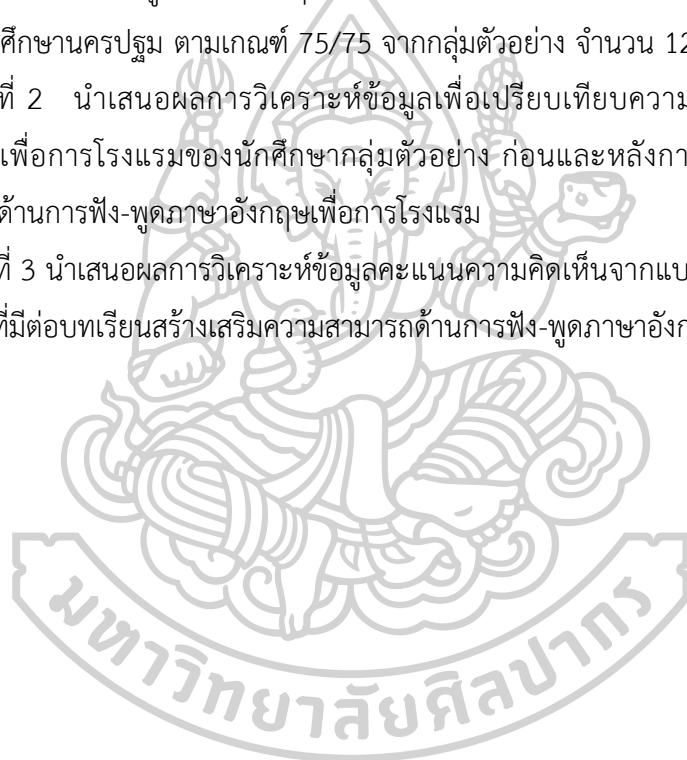 ศึกษานครปฐม ตามเกณฑ์ 75/75 จากกลุ่มตัวอย่าง จำนวน 12
ที่ 2 นำเสนอผลการวิเคราะห์ข้อมูลเพื่อเปรียบเทียบความ
เพื่อการโรงแรมของนักศึกษากลุ่มตัวอย่าง ก่อนและหลังกา
ด้านการฟัง-พูดภาษาอังกฤษเพื่อการโรงแรม
ที่ 3 นำเสนอผลการวิเคราะห์ข้อมูลคะแนนความคิดเห็นจากแบ
ที่มีต่อบทเรียนสร้างเสริมความสามารถด้านการฟัง-พูดภาษาอังก
มหาวิทยาลัยศิลปากร